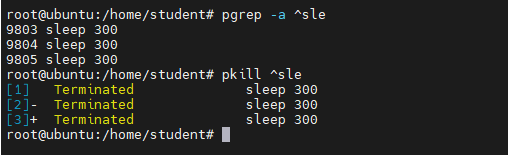 root@ubuntu:/home/student# pgrep -a ^sle
9803 sleep 300
9804 sleep 300
9805 sleep 300
root@ubuntu:/home/student# pkill ^sle
[1]   Terminated              sleep 300
[2]-  Terminated              sleep 300
[3]+  Terminated              sleep 300
root@ubuntu:/home/student#